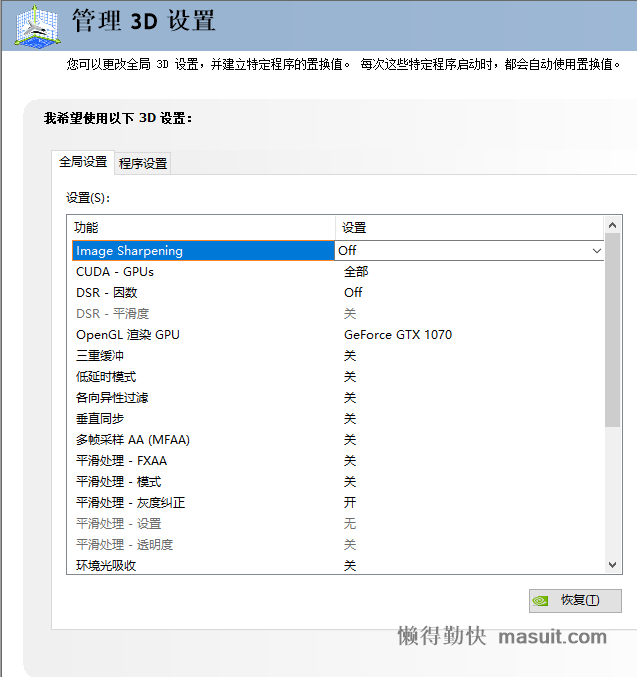 管理 3D 设置
您可以更改全局 3D 设置，并建立特定程序的置换值。 每次这些特定程序启动时，都会自动使用置换值。
我希望使用以下 3D 设置：
全局设置 程序设置
设置(S)：
功能 设置
Image Sharpening Off
CUDA - GPUs 全部
DSR - 因数 Off
DSR - 平滑度 关
OpenGL 渲染 GPU GeForce GTX 1070
三重缓冲 关
低延时模式 关
各向异性过滤 关
垂直同步 关
多帧采样 AA (MFAA) 关
平滑处理 - FXAA 关
平滑处理 - 模式 关
平滑处理 - 灰度纠正 开
平滑处理 - 设置 无
平滑处理 - 透明度 关
环境光吸收 关
恢复(T)
懒得勤快 masuit.com